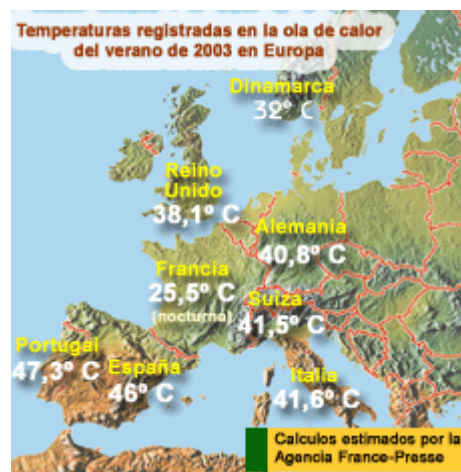 Temperaturas registradas en la ola de calor
del verano de 2003 en Europa
Dinamarca
32º C
Reino
Unido
38,1º C
Alemania
40,8º C
Francia
25,5º C
(nocturna)
Suiza
41,5º C
Portugal
47,3º C
España
46º C
Italia
41,6º C
Calculos estimados por la
Agencia France-Presse